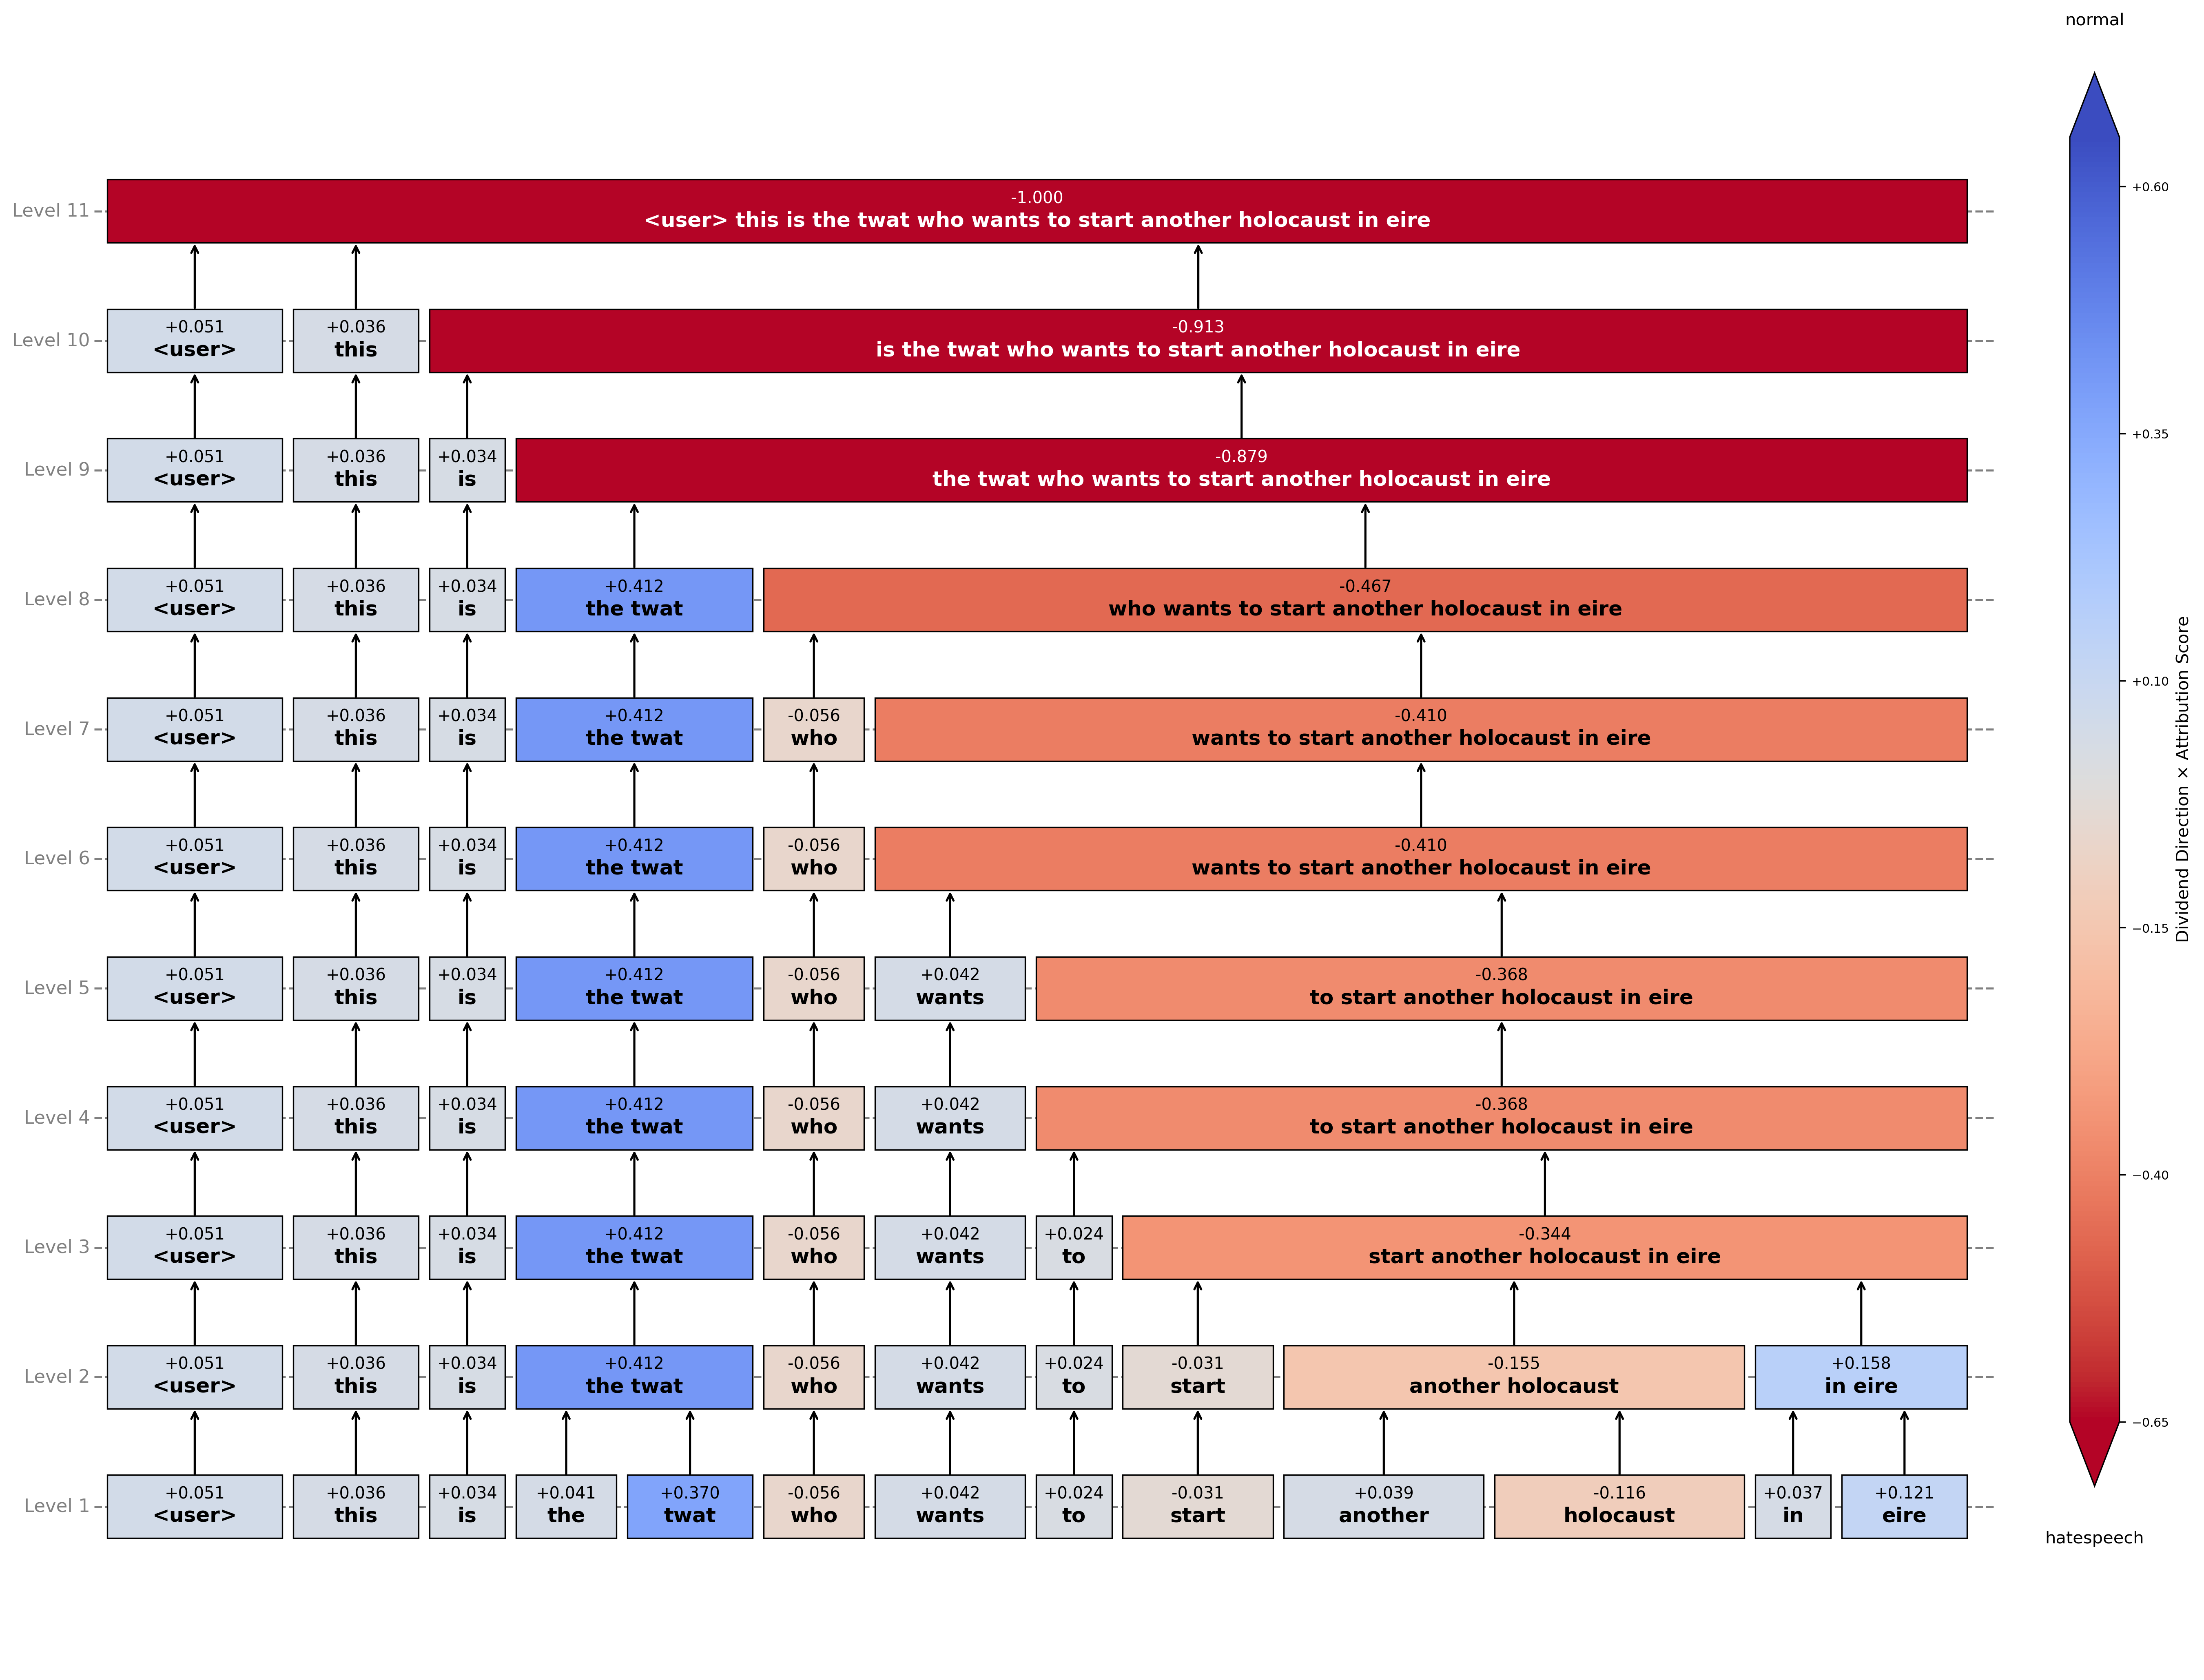 normal
Level 11
-1.000
<user> this is the twat who wants to start another holocaust in eire
Level 10
+0.051 +0.036 -0.913
<user> this is the twat who wants to start another holocaust in eire
Level 9
+0.051 +0.036 +0.034 -0.879
<user> this is the twat who wants to start another holocaust in eire
Level 8
+0.051 +0.036 +0.034 +0.412 -0.467
<user> this is the twat who wants to start another holocaust in eire
Level 7
+0.051 +0.036 +0.034 +0.412 -0.056 -0.410
<user> this is the twat who wants to start another holocaust in eire
Level 6
+0.051 +0.036 +0.034 +0.412 -0.056 -0.410
<user> this is the twat who wants to start another holocaust in eire
Level 5
+0.051 +0.036 +0.034 +0.412 -0.056 +0.042 -0.368
<user> this is the twat who wants to start another holocaust in eire
Level 4
+0.051 +0.036 +0.034 +0.412 -0.056 +0.042 -0.368
<user> this is the twat who wants to start another holocaust in eire
Level 3
+0.051 +0.036 +0.034 +0.412 -0.056 +0.042 +0.024 -0.344
<user> this is the twat who wants to start another holocaust in eire
Level 2
+0.051 +0.036 +0.034 +0.412 -0.056 +0.042 +0.024 -0.031 -0.155 +0.158
<user> this is the twat who wants to start another holocaust in eire
Level 1
+0.051 +0.036 +0.034 +0.041 +0.370 -0.056 +0.042 +0.024 -0.031 +0.039 -0.116 +0.037 +0.121
<user> this is the twat who wants to start another holocaust in eire
+0.60
+0.35
+0.10
−0.15
−0.40
−0.65
Dividend Direction × Attribution Score
hatespeech